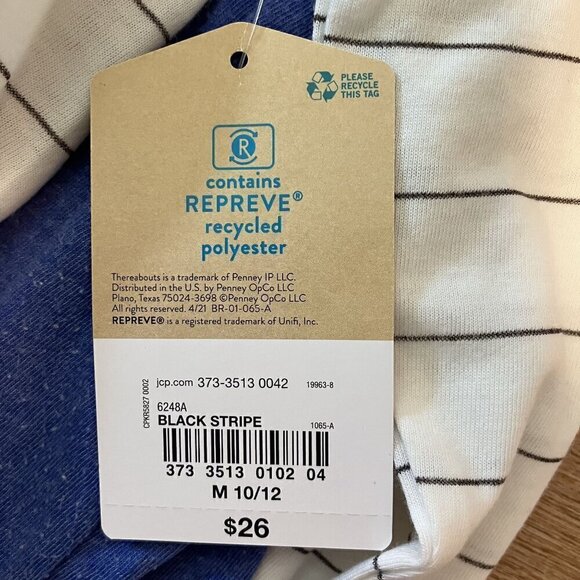 PLEASE
RECYCLE
THIS TAG
R
contains
REPREVE®
recycled
polyester
Thereabouts is a trademark of Penney IP LLC.
Distributed in the U.S. by Penney OpCo LLC
Plano, Texas 75024-3698 ©Penney OpCo LLC
All rights reserved. 4/21 BR-01-065-A
REPREVE® is a registered trademark of Unifi, Inc.
CPKR5827 0002
jcp.com 373-3513 0042 19963-8
6248A
BLACK STRIPE 1065-A
373 3513 0102 04
M 10/12
$26